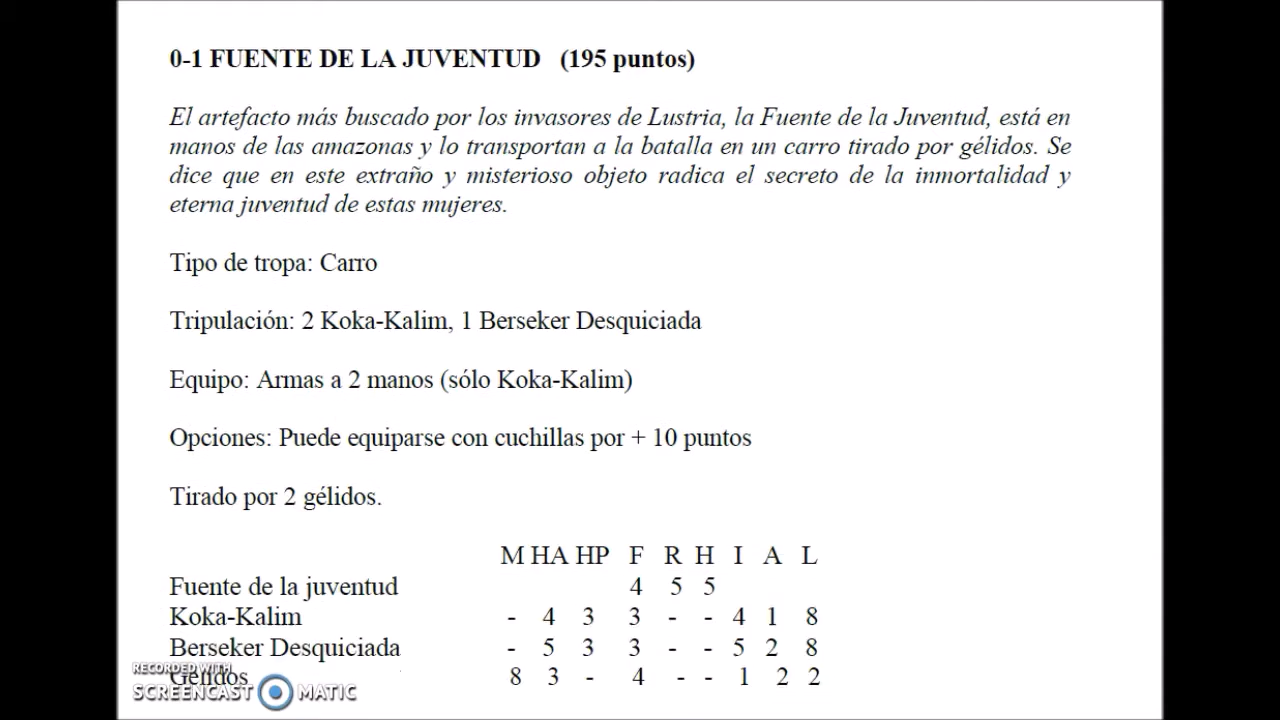 0-1 FUENTE DE LA JUVENTUD (195 puntos)
El artefacto más buscado por los invasores de Lustria, la Fuente de la Juventud, está en
manos de las amazonas y lo transportan a la batalla en un carro tirado por gélidos. Se
dice que en este extraño y misterioso objeto radica el secreto de la inmortalidad y
eterna juventud de estas mujeres.
Tipo de tropa: Carro
Tripulación: 2 Koka-Kalim, 1 Berseker Desquiciada
Equipo: Armas a 2 manos (sólo Koka-Kalim)
Opciones: Puede equiparse con cuchillas por + 10 puntos
Tirado por 2 gélidos.
M HA HP F R H I A L
Fuente de la juventud 4 5 5
Koka-Kalim - 4 3 3 - - 4 1 8
Berseker Desquiciada - 5 3 3 - - 5 2 8
Gélidos 8 3 - 4 - - 1 2 2
RECORDED WITH
SCREENCAST MATIC